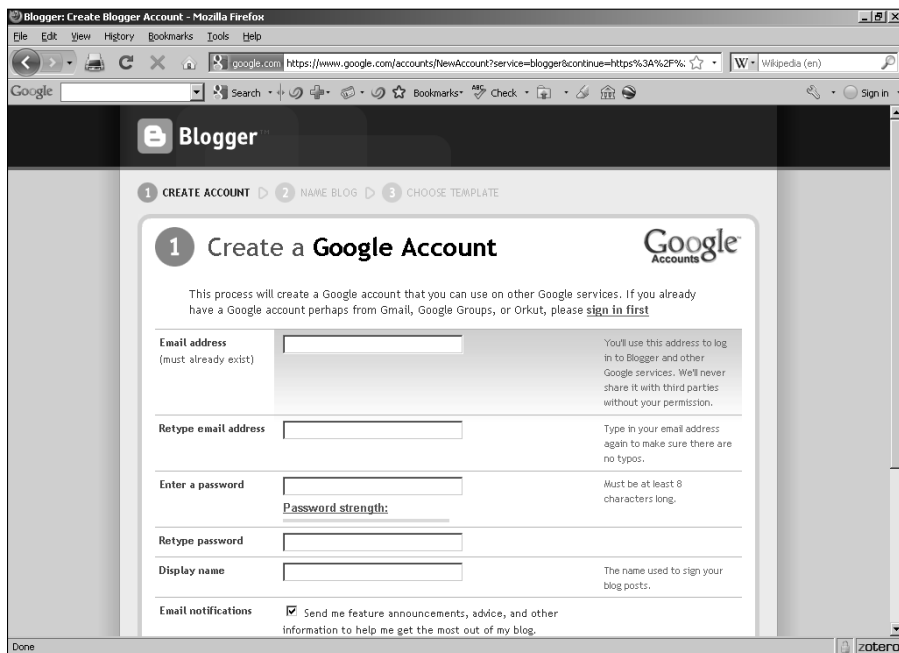 Blogger: Create Blogger Account - Mozilla Firefox
File Edit View History Bookmarks Tools Help
google.com https://www.google.com/accounts/NewAccount?service=blogger&continue=https%3A%2F% W Wikipedia (en)
Google Search Bookmarks ABC Check Sign in
Blogger
1 CREATE ACCOUNT 2 NAME BLOG 3 CHOOSE TEMPLATE
1 Create a Google Account Google Accounts
This process will create a Google account that you can use on other Google services. If you already
have a Google account perhaps from Gmail, Google Groups, or Orkut, please sign in first
Email address
(must already exist)
You'll use this address to log
in to Blogger and other
Google services. We'll never
share it with third parties
without your permission.
Retype email address
Type in your email address
again to make sure there are
no typos.
Enter a password
Must be at least 8
characters long.
Password strength:
Retype password
Display name
The name used to sign your
blog posts.
Email notifications
Send me feature announcements, advice, and other
information to help me get the most out of my blog.
Done zotero